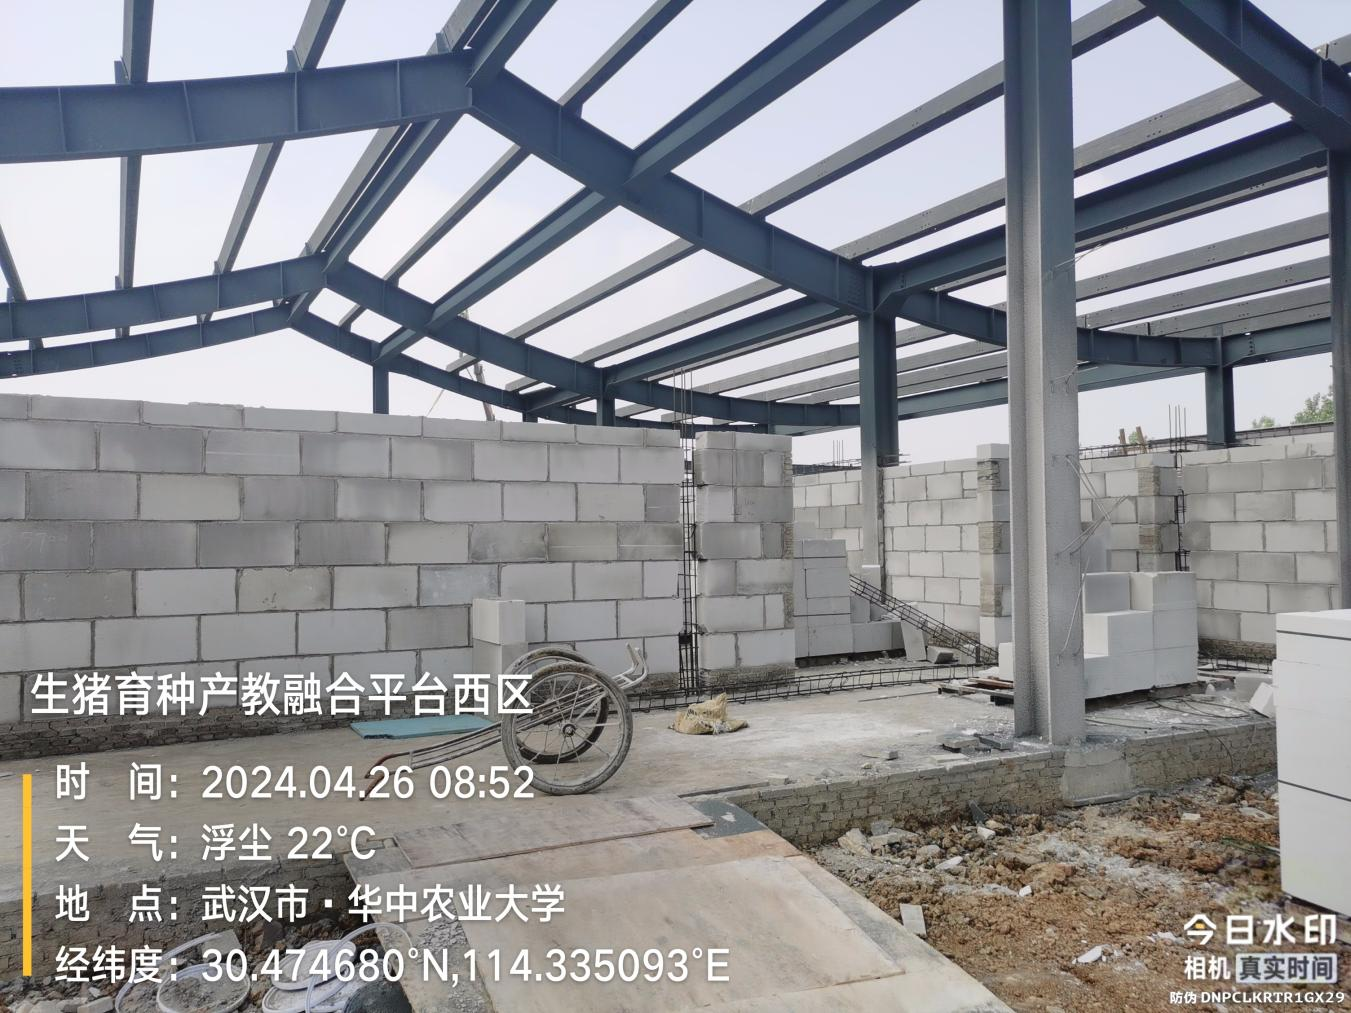 生猪育种产教融合平台西区
时 间：2024.04.26 08:52
天 气：浮尘 22°C
地 点：武汉市·华中农业大学
经纬度：30.474680°N,114.335093°E
今日水印
相机 真实时间
防伪 DNPCLKRTR1GX29